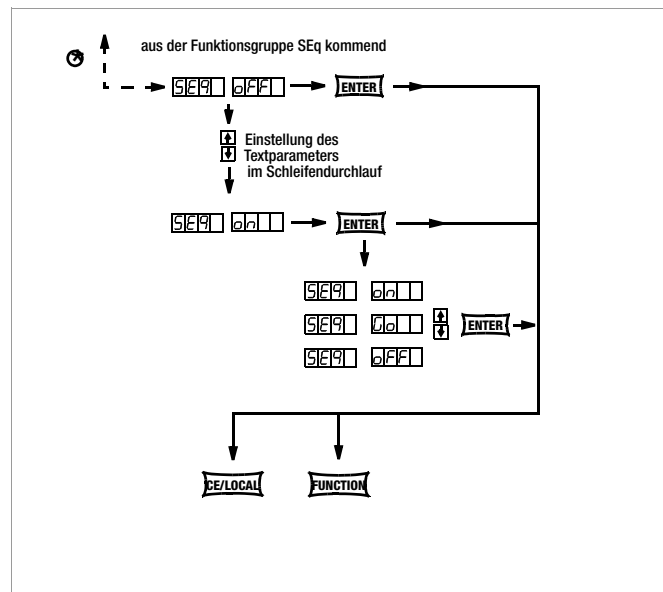 aus der Funktionsgruppe SEq kommend
SEq oFF ENTER
Einstellung des
Textparameters
im Schleifendurchlauf
SEq on ENTER
SEq on
SEq Go ENTER
SEq oFF
CE/LOCAL FUNCTION